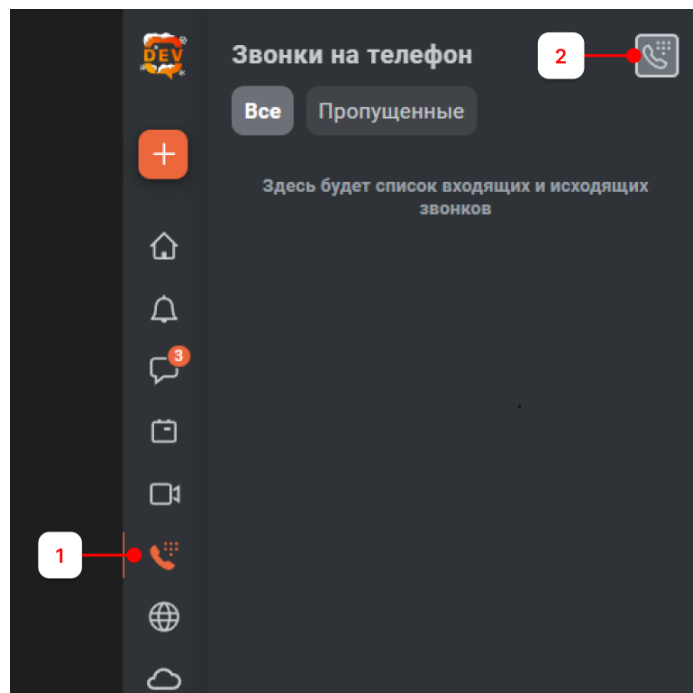 DEV
Звонки на телефон
2
Все
Пропущенные
Здесь будет список входящих и исходящих
звонков
3
1